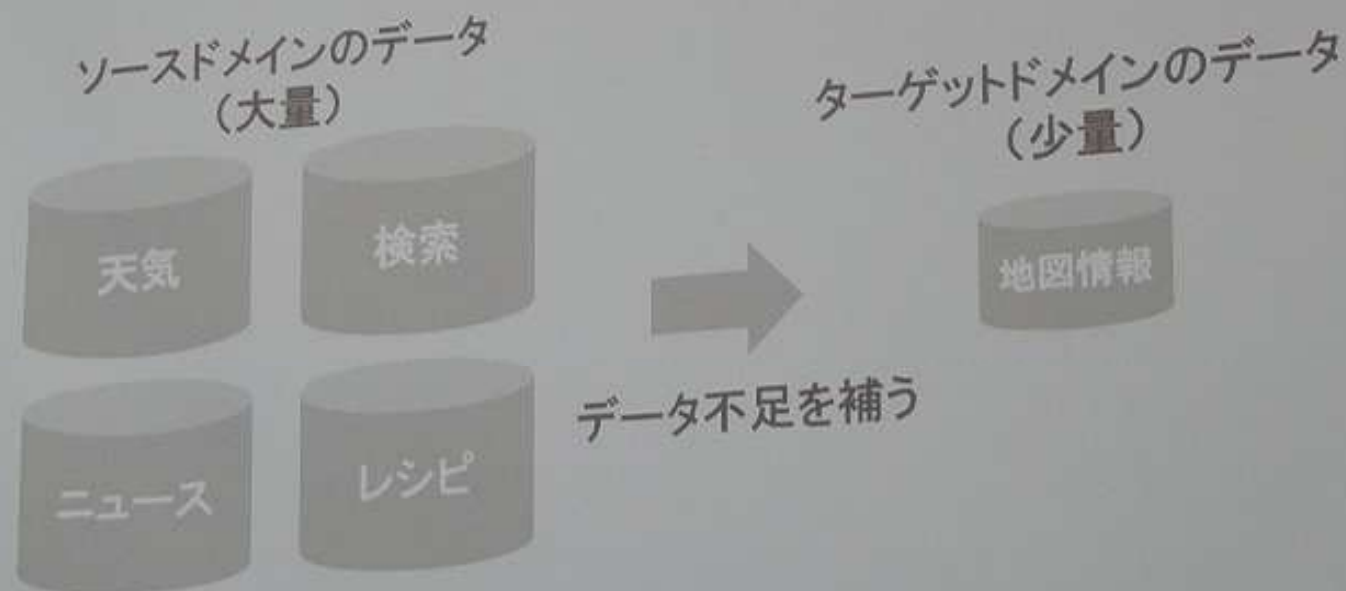 ソースドメインのデータ
(大量)
天気
検索
ニュース
レシピ
データ不足を補う
ターゲットドメインのデータ
(少量)
地図情報